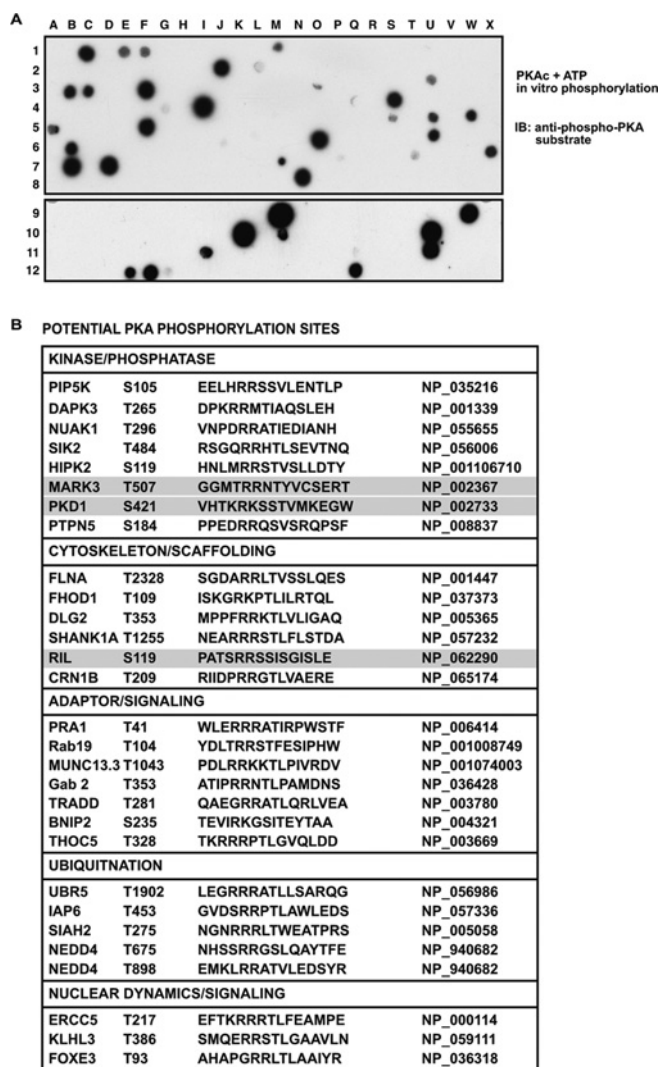 A
A B C D E F G H I J K L M N O P Q R S T U V W X
1
2
3
4
5
6
7
8
9
10
11
12
PKAc + ATP
in vitro phosphorylation
IB: anti-phospho-PKA
substrate
B POTENTIAL PKA PHOSPHORYLATION SITES
KINASE/PHOSPHATASE
PIP5K S105 EELHRRSSVLENTLP NP_035216
DAPK3 T265 DPKRRMTIAQSLEH NP_001339
NUAK1 T296 VNPDRRATIEDIANH NP_055655
SIK2 T484 RSGQRRHTLSEVTNQ NP_056006
HIPK2 S119 HNLMRRSTVSLLDTY NP_001106710
MARK3 T507 GGMTRRNTYVCSERT NP_002367
PKD1 S421 VHTKRKSSTVMKEGW NP_002733
PTPN5 S184 PPEDRRQSVSRQPSF NP_008837
CYTOSKELETON/SCAFFOLDING
FLNA T2328 SGDARRLTVSSLQES NP_001447
FHOD1 T109 ISKGRKPTLILRTQL NP_037373
DLG2 T353 MPPFRRKTLVLIGAQ NP_005365
SHANK1A T1255 NEARRRSTLFLSTDA NP_057232
RIL S119 PATSRRSSISGISLE NP_062290
CRN1B T209 RIIDPRRGTLVAERE NP_065174
ADAPTOR/SIGNALING
PRA1 T41 WLERRRATIRPWSTF NP_006414
Rab19 T104 YDLTRRSTFESIPHW NP_001008749
MUNC13.3 T1043 PDLRRKKTLPIVRDV NP_001074003
Gab 2 T353 ATIPRRNTLPAMDNS NP_036428
TRADD T281 QAEGRRATLQRLVEA NP_003780
BNIP2 S235 TEVIRKGSITEYTAA NP_004321
THOC5 T328 TKRRRPTLGVQLDD NP_003669
UBIQUITNATION
UBR5 T1902 LEGRRRATLLSARQG NP_056986
IAP6 T453 GVDSRRPTLAWLEDS NP_057336
SIAH2 T275 NGNRRRLTWEATPRS NP_005058
NEDD4 T675 NHSSRRGSLQAYTFE NP_940682
NEDD4 T898 EMKLRRATVLEDSYR NP_940682
NUCLEAR DYNAMICS/SIGNALING
ERCC5 T217 EFTKRRRTLFEAMPE NP_000114
KLHL3 T386 SMQERRSTLGAAVLN NP_059111
FOXE3 T93 AHAPGRRLTLAAIYR NP_036318